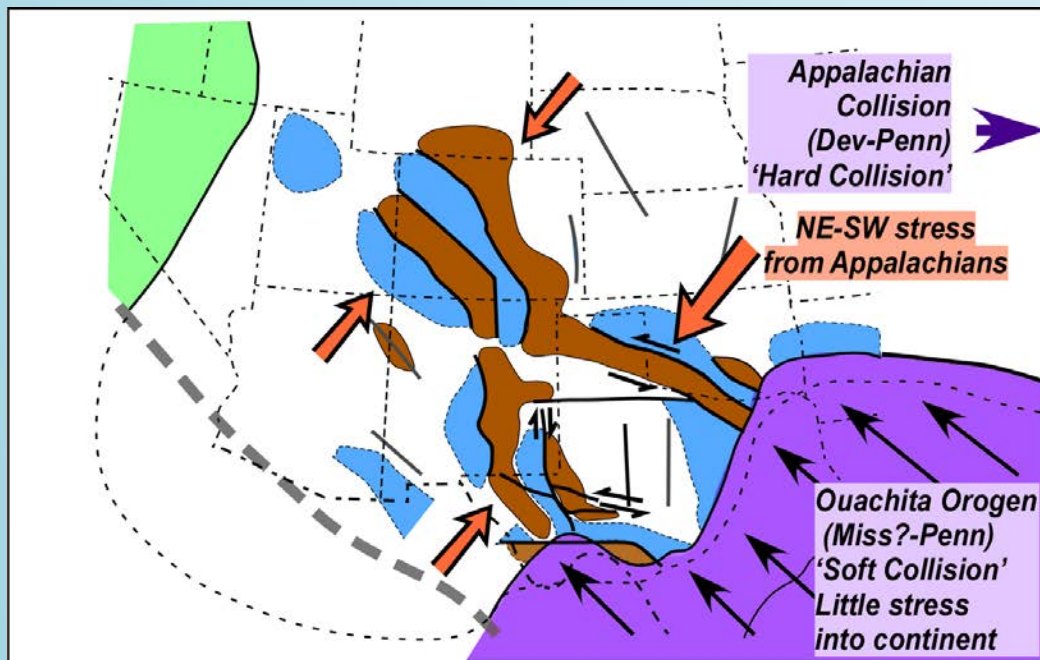 Appalachian
Collision
(Dev-Penn)
‘Hard Collision’
NE-SW stress
from Appalachians
Ouachita Orogen
(Miss?-Penn)
‘Soft Collision’
Little stress
into continent